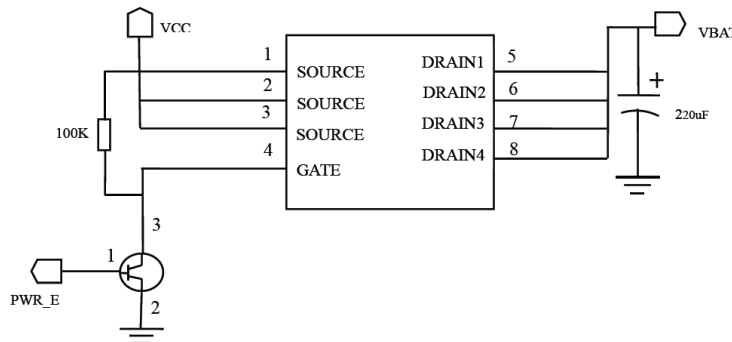 VCC
VBAT
1
SOURCE
DRAIN1
5
2
SOURCE
DRAIN2
6
3
SOURCE
DRAIN3
7
4
GATE
DRAIN4
8
100K
+
220uF
3
1
PWR_E
2